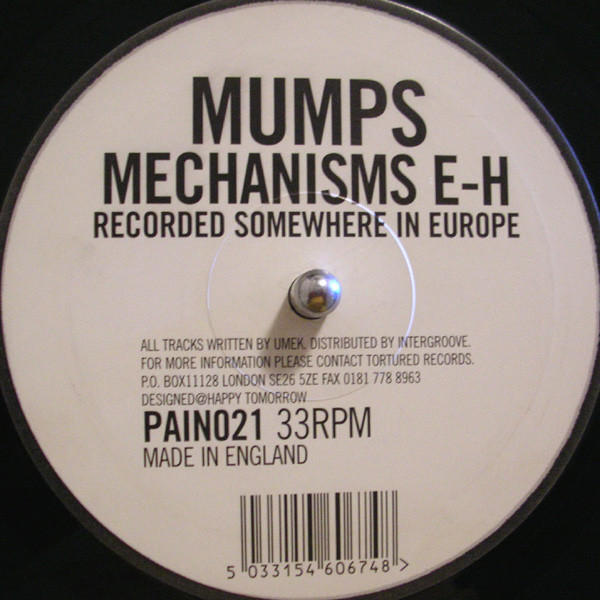 MUMPS
MECHANISMS E-H
RECORDED SOMEWHERE IN EUROPE
ALL TRACKS WRITTEN BY UMEK. DISTRIBUTED BY INTERGROOVE.
FOR MORE INFORMATION PLEASE CONTACT TORTURED RECORDS.
P.O. BOX11128 LONDON SE26 5ZE FAX 0181 778 8963
DESIGNED@HAPPY TOMORROW
PAIN021 33RPM
MADE IN ENGLAND
5 033154 606748 >